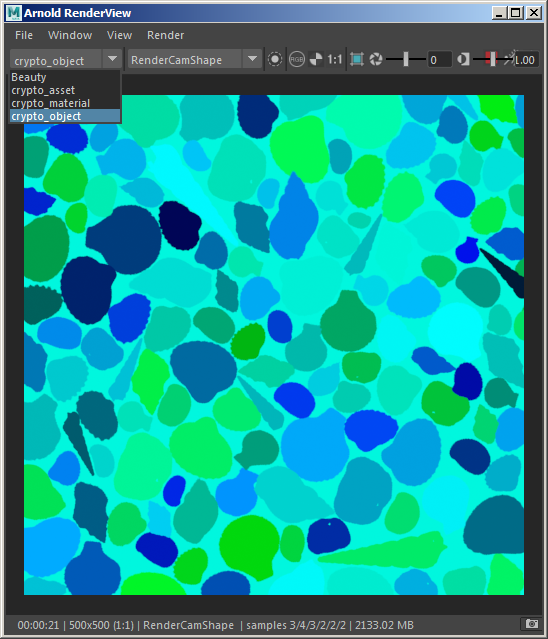 Arnold RenderView
File Window View Render
crypto_object RenderCamShape RGB 1:1 0 1.00
Beauty
crypto_asset
crypto_material
crypto_object
00:00:21 | 500x500 (1:1) | RenderCamShape | samples 3/4/3/2/2/2 | 2133.02 MB